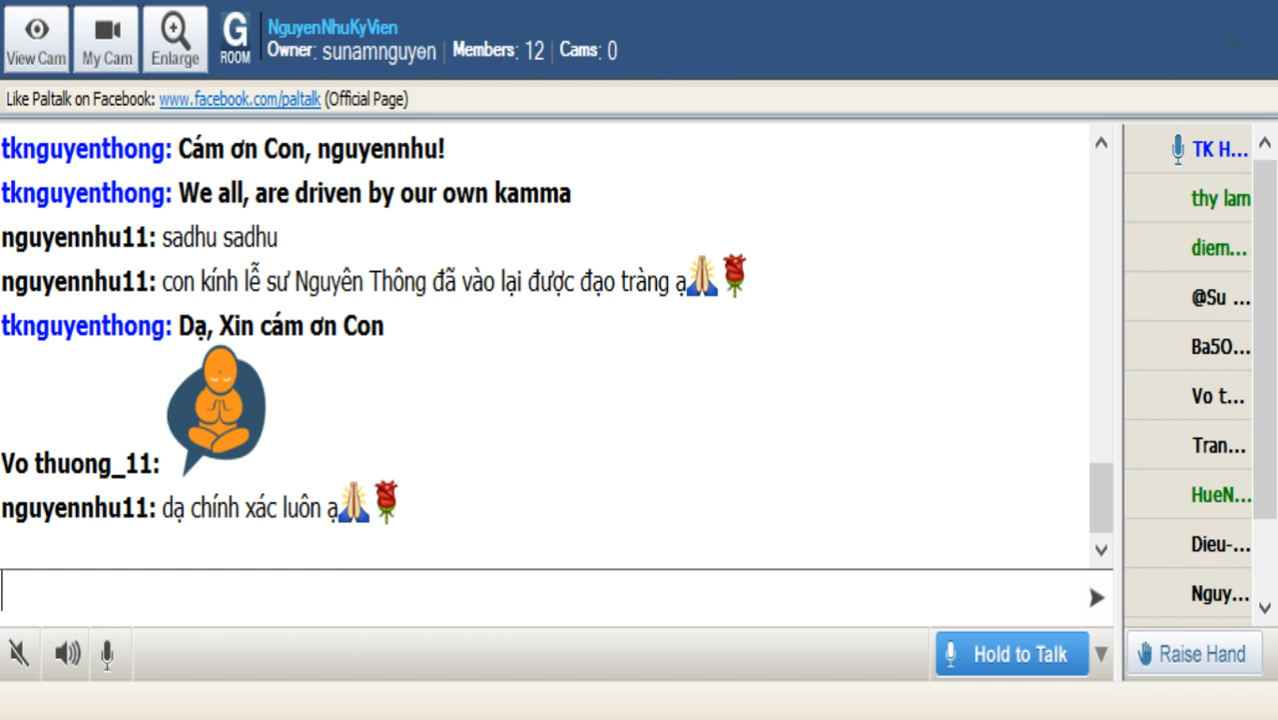 View Cam
My Cam
Enlarge
G
ROOM
NguyenNhuKyVien
Owner: sunamnguyen | Members: 12 | Cams: 0
Like Paltalk on Facebook: www.facebook.com/paltalk (Official Page)
tknguyenthong: Cám ơn Con, nguyennhu!
tknguyenthong: We all, are driven by our own kamma
nguyennhu11: sadhu sadhu
nguyennhu11: con kính lễ sư Nguyên Thông đã vào lại được đạo tràng ạ
tknguyenthong: Dạ, Xin cám ơn Con
Vo thuong_11:
nguyennhu11: dạ chính xác luôn ạ
TK H...
thy lam
diem...
@Su ...
Ba5O...
Vo t...
Tran...
HueN...
Dieu-...
Nguy...
Hold to Talk
Raise Hand